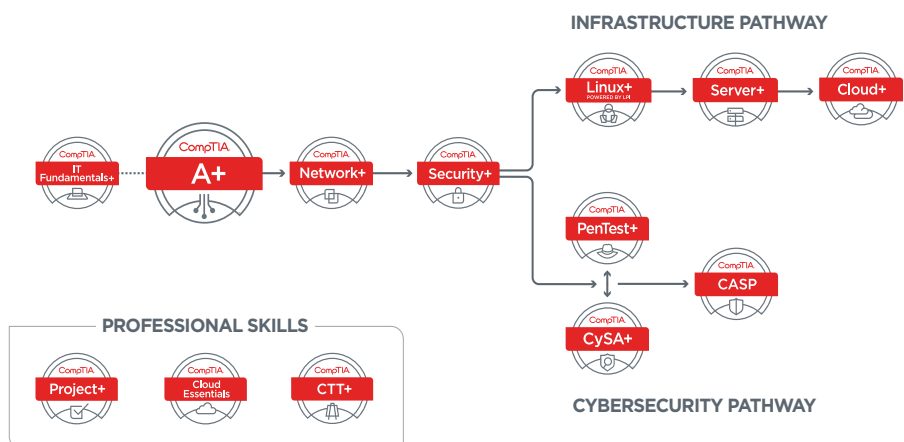 INFRASTRUCTURE PATHWAY
CompTIA
Linux+
POWERED BY LPI
CompTIA
Server+
CompTIA
Cloud+
CompTIA
IT
Fundamentals+
CompTIA
A+
CompTIA
Network+
CompTIA
Security+
CompTIA
PenTest+
CompTIA
CASP
CompTIA
CySA+
CYBERSECURITY PATHWAY
PROFESSIONAL SKILLS
CompTIA
Project+
CompTIA
Cloud
Essentials
CompTIA
CTT+